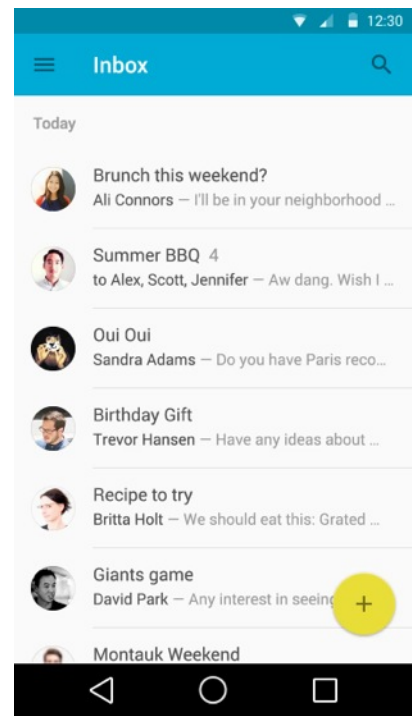 12:30
Inbox
Today
Brunch this weekend?
Ali Connors — I'll be in your neighborhood ...
Summer BBQ 4
to Alex, Scott, Jennifer — Aw dang. Wish I ...
Oui Oui
Sandra Adams — Do you have Paris reco...
Birthday Gift
Trevor Hansen — Have any ideas about ...
Recipe to try
Britta Holt — We should eat this: Grated ...
Giants game
David Park — Any interest in seeing
Montauk Weekend